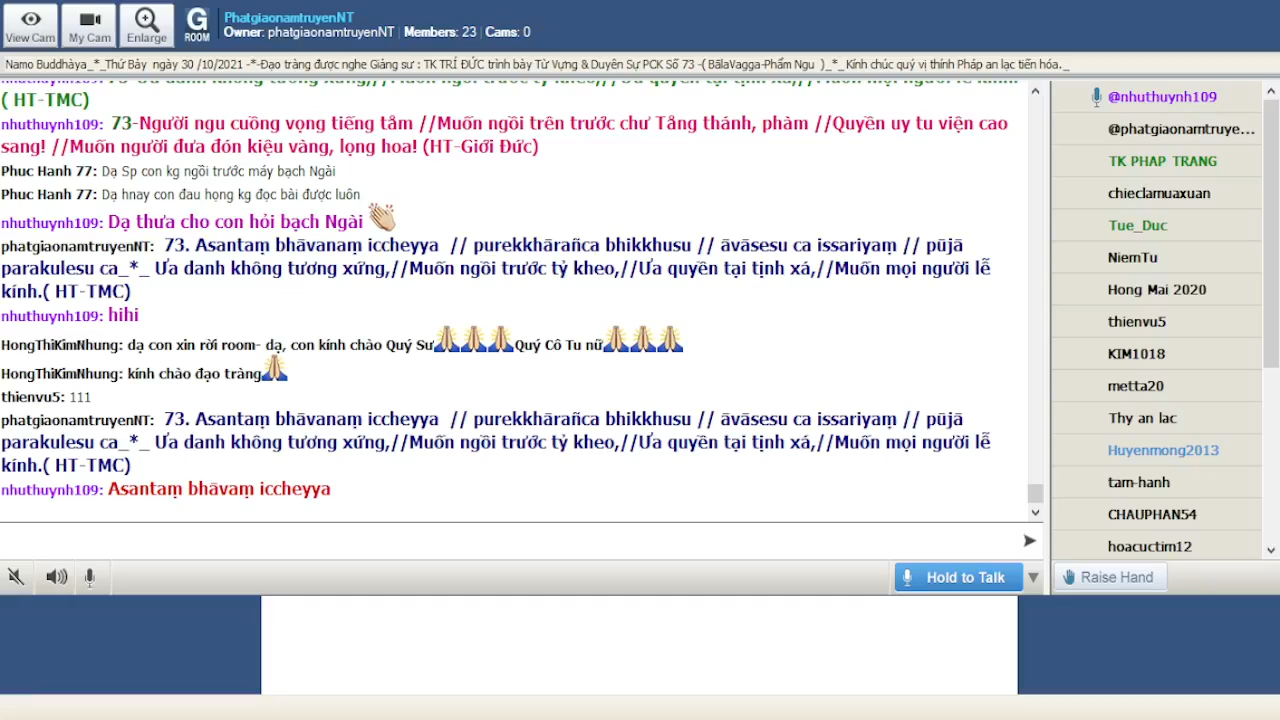 View Cam
My Cam
Enlarge
G
ROOM
PhatgiaonamtruyenNT
Owner: phatgiaonamtruyenNT | Members: 23 | Cams: 0
Namo Buddhàya_*_Thứ Bảy ngày 30 /10/2021 -*-Đạo tràng được nghe Giảng sư : TK TRÍ ĐỨC trình bày Từ Vựng & Duyên Sự PCK Số 73 -( BãlaVagga-Phẩm Ngu )_*_ Kính chúc quý vị thính Pháp an lạc tiến hóa._
( HT-TMC)
nhuthuynh109: 73-Người ngu cuồng vọng tiếng tăm //Muốn ngồi trên trước chư Tăng thánh, phàm //Quyền uy tu viện cao
sang! //Muốn người đưa đón kiệu vàng, lọng hoa! (HT-Giới Đức)
Phuc Hanh 77: Dạ Sp con kg ngồi trước máy bạch Ngài
Phuc Hanh 77: Dạ hnay con đau họng kg đọc bài được luôn
nhuthuynh109: Dạ thưa cho con hỏi bạch Ngài
phatgiaonamtruyenNT: 73. Asantaṃ bhāvanaṃ iccheyya // purekkhārañca bhikkhusu // āvāsesu ca issariyaṃ // pūjā
parakulesu ca_*_ Ưa danh không tương xứng,//Muốn ngồi trước tỷ kheo,//Ưa quyền tại tịnh xá,//Muốn mọi người lễ
kính.( HT-TMC)
nhuthuynh109: hihi
HongThiKimNhung: dạ con xin rời room- dạ, con kính chào Quý Sư Quý Cô Tu nữ
HongThiKimNhung: kính chào đạo tràng
thienvu5: 111
phatgiaonamtruyenNT: 73. Asantaṃ bhāvanaṃ iccheyya // purekkhārañca bhikkhusu // āvāsesu ca issariyaṃ // pūjā
parakulesu ca_*_ Ưa danh không tương xứng,//Muốn ngồi trước tỷ kheo,//Ưa quyền tại tịnh xá,//Muốn mọi người lễ
kính.( HT-TMC)
nhuthuynh109: Asantaṃ bhāvaṃ iccheyya
@nhuthuynh109
@phatgiaonamtruye...
TK PHAP TRANG
chieclamuaxuan
Tue_Duc
NiemTu
Hong Mai 2020
thienvu5
KIM1018
metta20
Thy an lac
Huyenmong2013
tam-hanh
CHAUPHAN54
hoacuctim12
Hold to Talk
Raise Hand